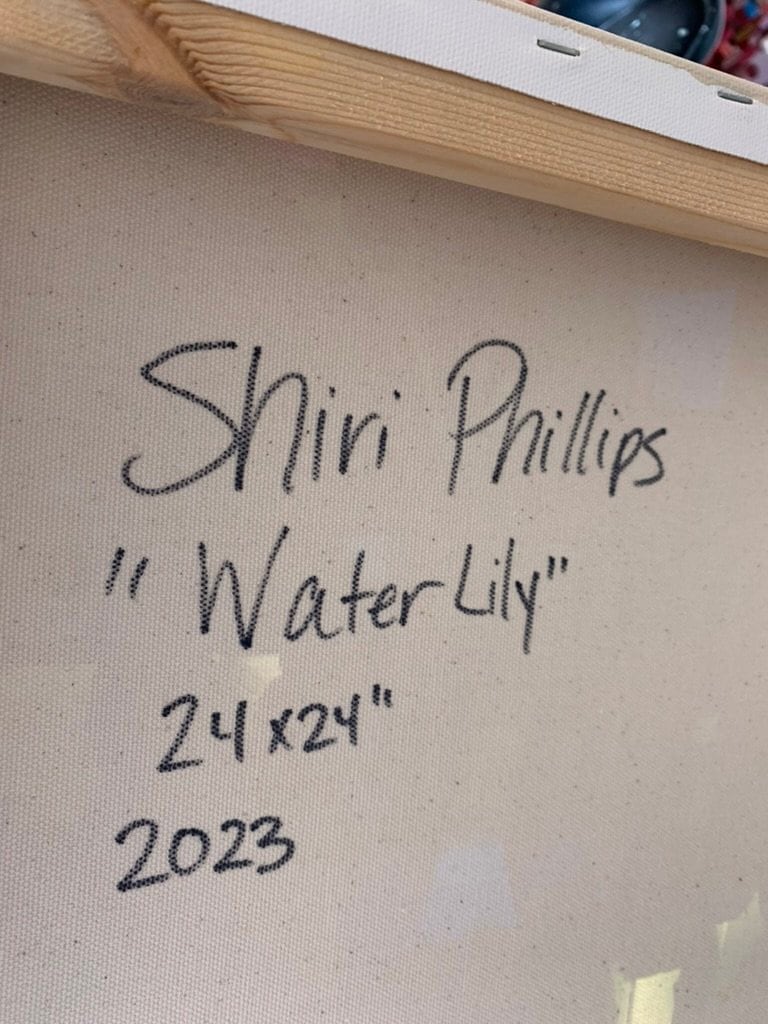 Shiri Phillips
"Water Lily"
24x24"
2023